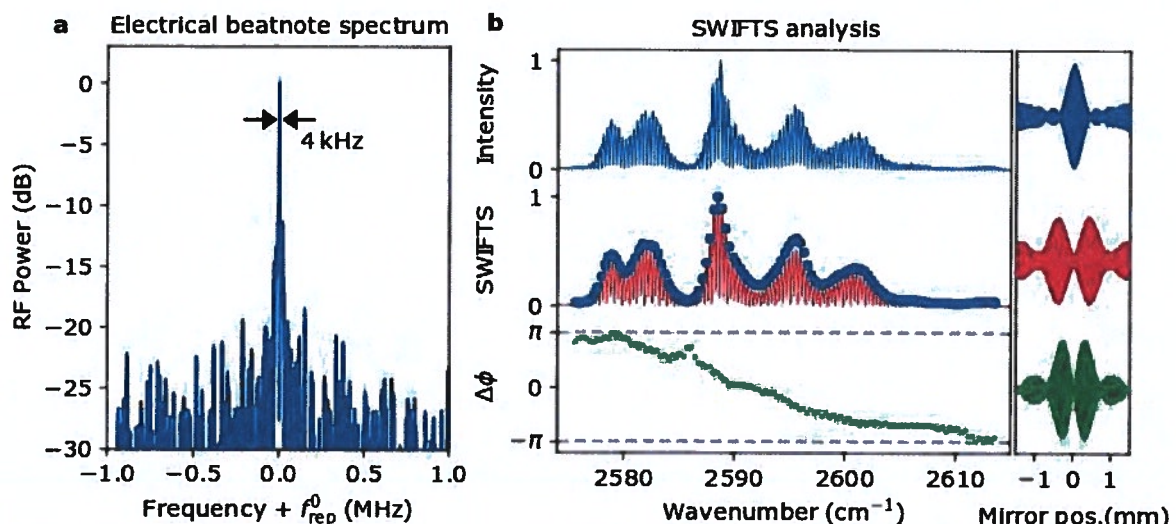 a Electrical beatnote spectrum
RF Power (dB)
0
−5
−10
−15
−20
−25
−30
4 kHz
−1.0 −0.5 0.0 0.5 1.0
Frequency + f⁰rep (MHz)
b SWIFTS analysis
Intensity
1
0
SWIFTS
1
0
Δϕ
π
0
−π
2580 2590 2600 2610
Wavenumber (cm⁻¹)
−1 0 1
Mirror pos.(mm)